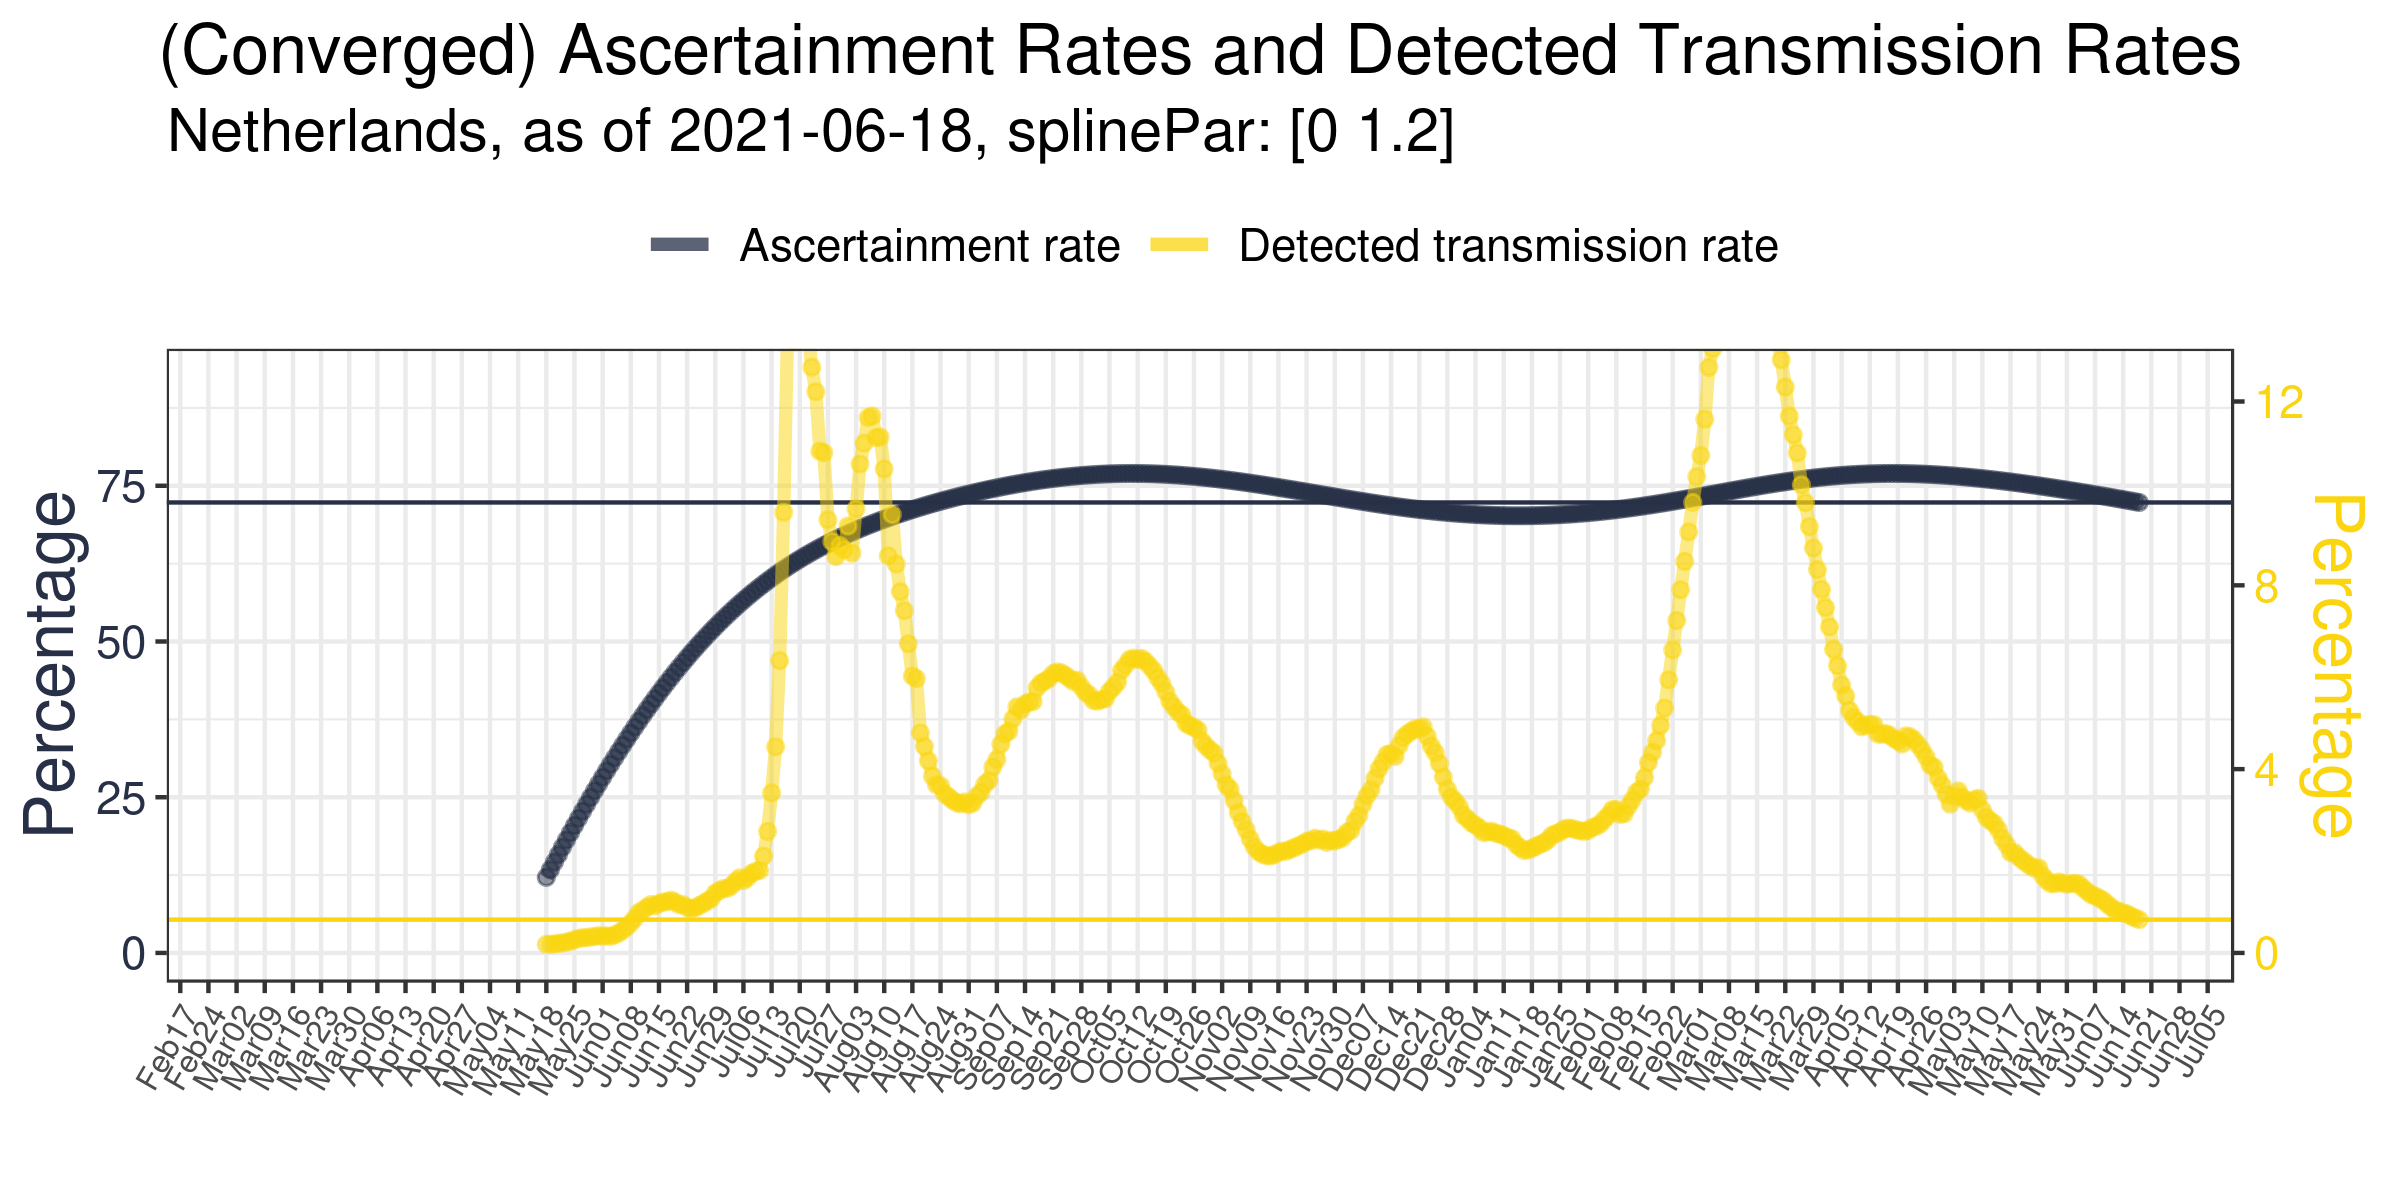 (Converged) Ascertainment Rates and Detected Transmission Rates
Netherlands, as of 2021-06-18, splinePar: [0 1.2]
Ascertainment rate
Detected transmission rate
Percentage
75
50
25
0
12
8
4
0
Percentage
Feb17
Feb24
Mar02
Mar09
Mar16
Mar23
Mar30
Apr06
Apr13
Apr20
Apr27
May04
May11
May18
May25
Jun01
Jun08
Jun15
Jun22
Jun29
Jul06
Jul13
Jul20
Jul27
Aug03
Aug10
Aug17
Aug24
Aug31
Sep07
Sep14
Sep21
Sep28
Oct05
Oct12
Oct19
Oct26
Nov02
Nov09
Nov16
Nov23
Nov30
Dec07
Dec14
Dec21
Dec28
Jan04
Jan11
Jan18
Jan25
Feb01
Feb08
Feb15
Feb22
Mar01
Mar08
Mar15
Mar22
Mar29
Apr05
Apr12
Apr19
Apr26
May03
May10
May17
May24
May31
Jun07
Jun14
Jun21
Jun28
Jul05